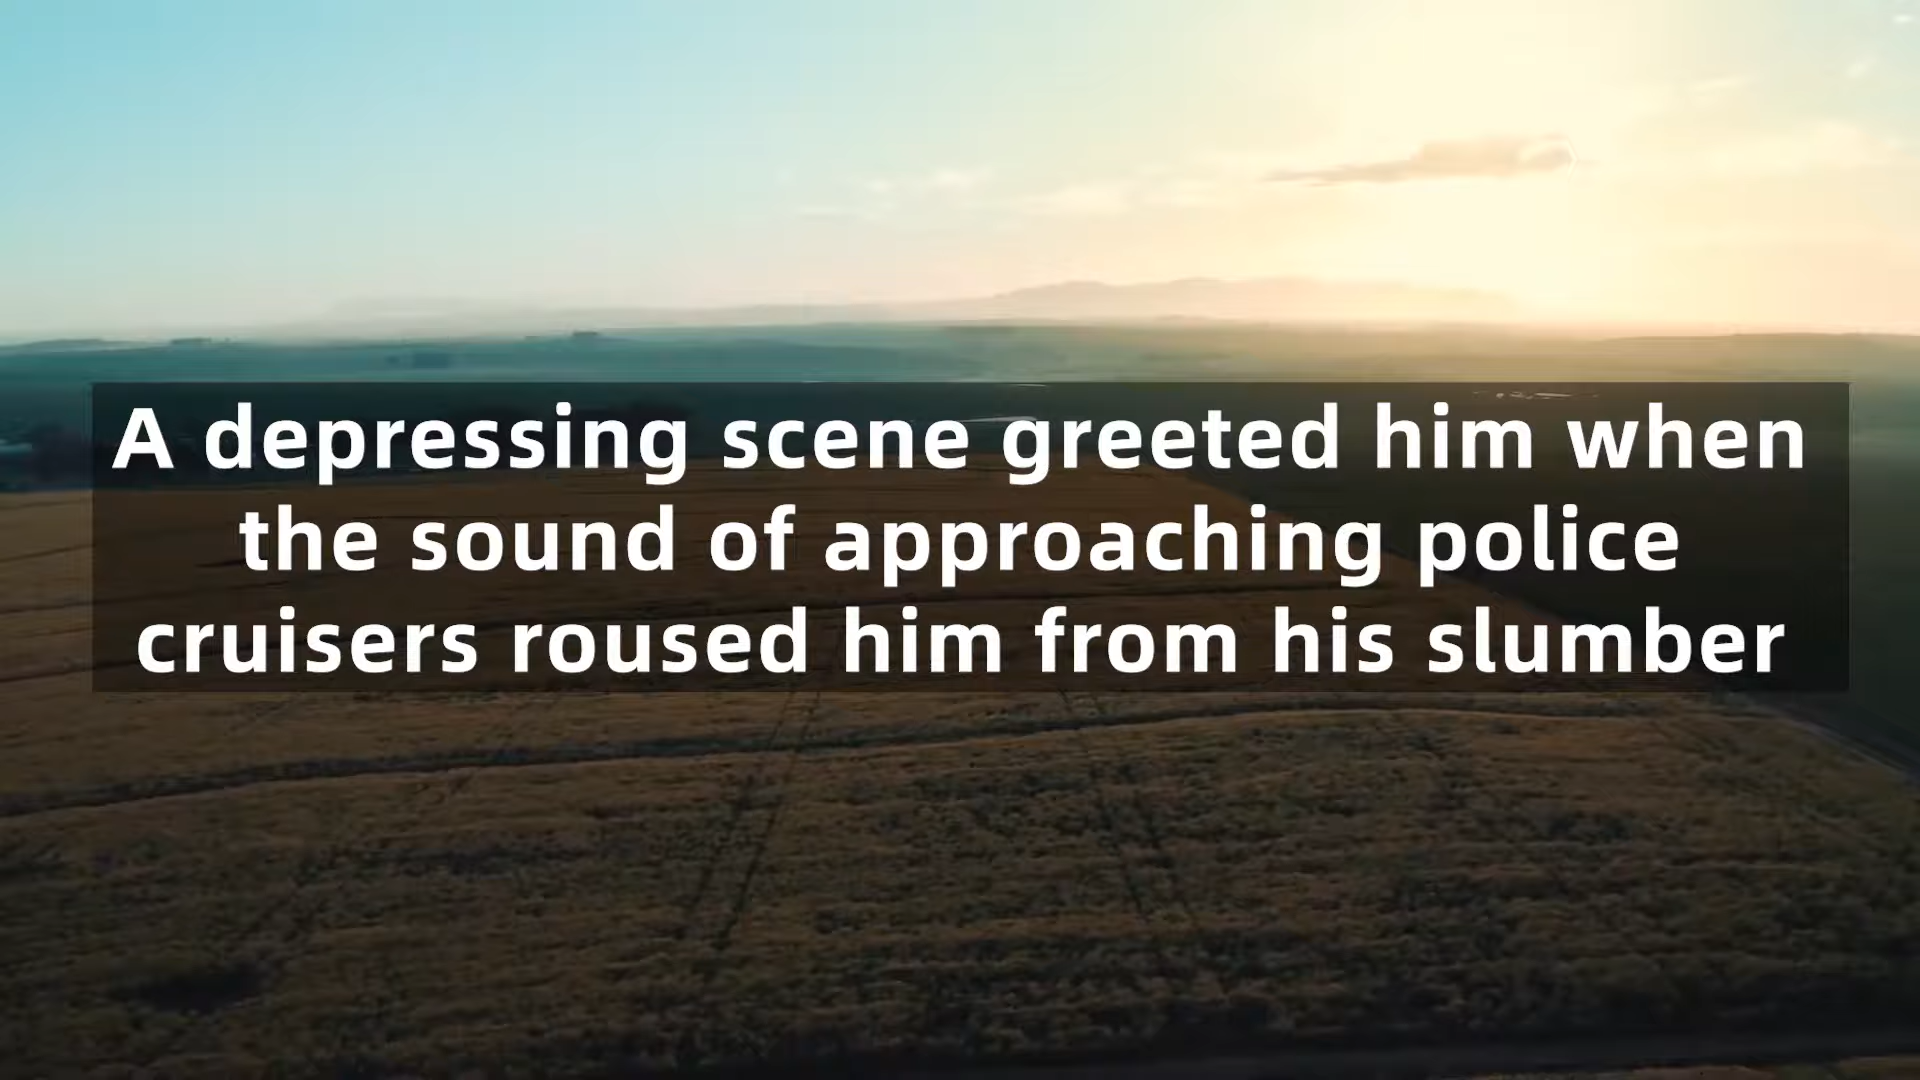 A depressing scene greeted him when
the sound of approaching police
cruisers roused him from his slumber